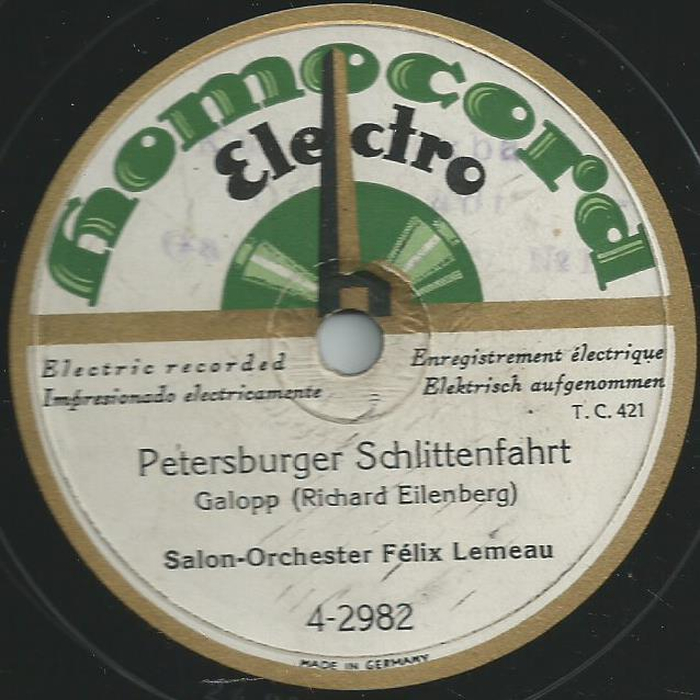 Homocord
Electro
Electric recorded
Impresionado electricamente
Enregistrement électrique
Elektrisch aufgenommen
T. C. 421
Petersburger Schlittenfahrt
Galopp (Richard Eilenberg)
Salon-Orchester Félix Lemeau
4-2982
MADE IN GERMANY